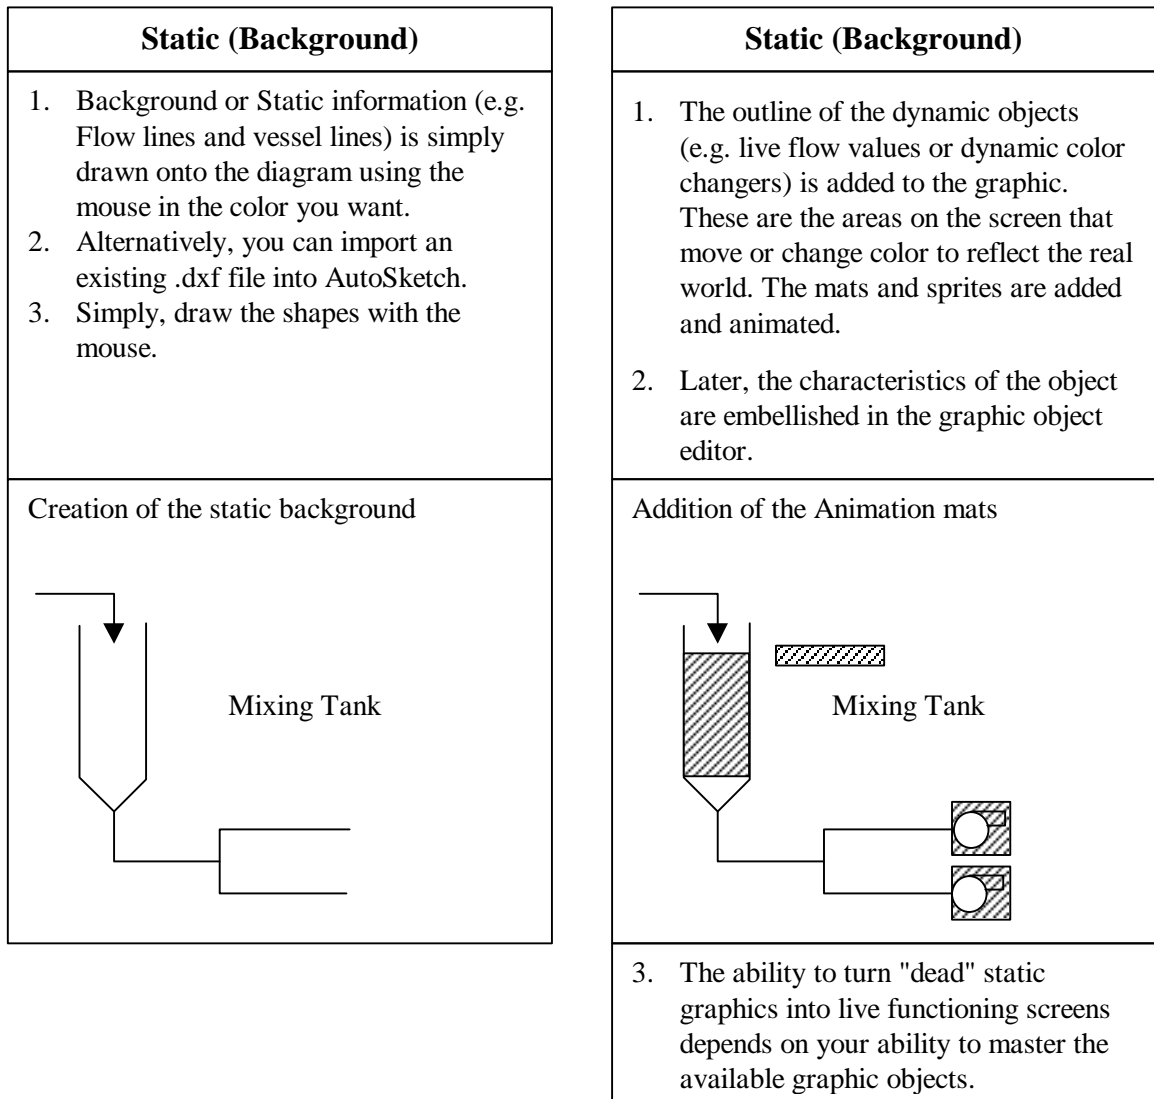 Static (Background)
1. Background or Static information (e.g.
Flow lines and vessel lines) is simply
drawn onto the diagram using the
mouse in the color you want.
2. Alternatively, you can import an
existing .dxf file into AutoSketch.
3. Simply, draw the shapes with the
mouse.
Creation of the static background
Mixing Tank
Static (Background)
1. The outline of the dynamic objects
(e.g. live flow values or dynamic color
changers) is added to the graphic.
These are the areas on the screen that
move or change color to reflect the real
world. The mats and sprites are added
and animated.
2. Later, the characteristics of the object
are embellished in the graphic object
editor.
Addition of the Animation mats
Mixing Tank
3. The ability to turn "dead" static
graphics into live functioning screens
depends on your ability to master the
available graphic objects.